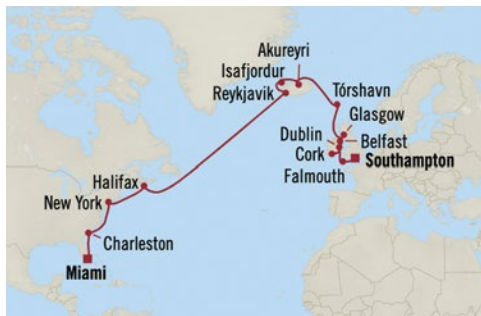 Akureyri
Isafjordur
Reykjavik
Tórshavn
Glasgow
Dublin
Belfast
Cork
Southampton
Falmouth
Halifax
New York
Charleston
Miami